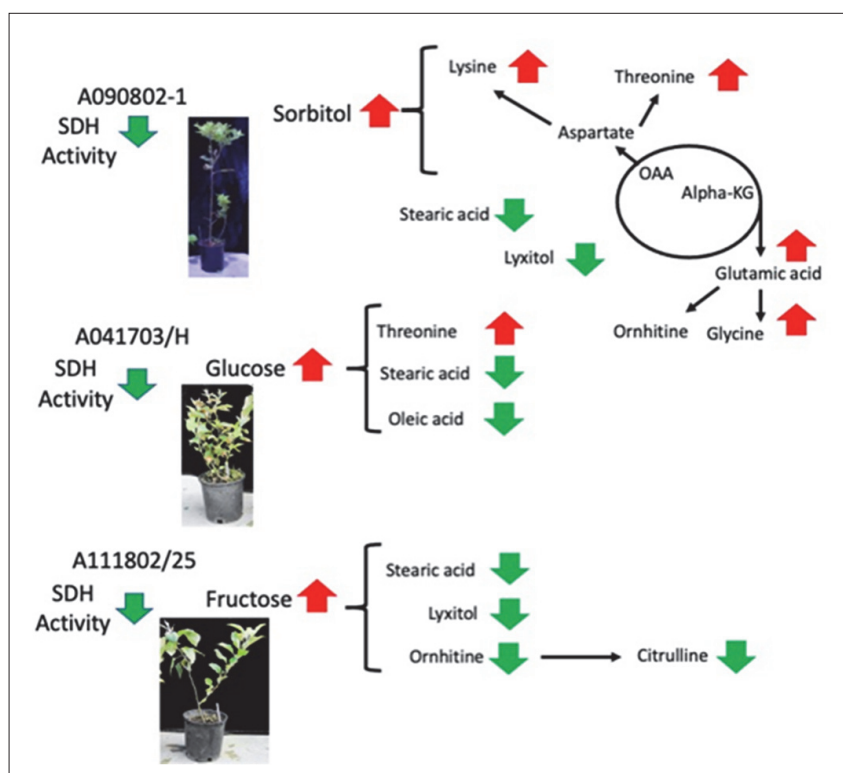 A090802-1
SDH
Activity
Sorbitol
Lysine
Threonine
Aspartate
OAA
Alpha-KG
Stearic acid
Lyxitol
Glutamic acid
Ornhitine
Glycine
A041703/H
SDH
Activity
Glucose
Threonine
Stearic acid
Oleic acid
A111802/25
SDH
Activity
Fructose
Stearic acid
Lyxitol
Ornhitine
Citrulline